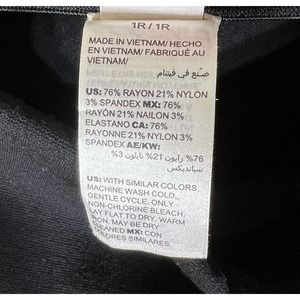 1R / 1R
MADE IN VIETNAM/ HECHO
EN VIETNAM/ FABRIQUÉ AU
VIETNAM/
صنع في فيتنام
US: 76% RAYON 21% NYLON
3% SPANDEX MX: 76%
RAYÓN 21% NAILON 3%
ELASTANO CA: 76%
RAYONNE 21% NYLON 3%
SPANDEX AE/KW:
76% رايون 21% نايلون 3%
سبانديكس
US: WITH SIMILAR COLORS,
MACHINE WASH COLD,
GENTLE CYCLE, ONLY
NON-CHLORINE BLEACH,
LAY FLAT TO DRY, WARM
IRON, MAY BE DRY
CLEANED MX: CON
COLORES SIMILARES,